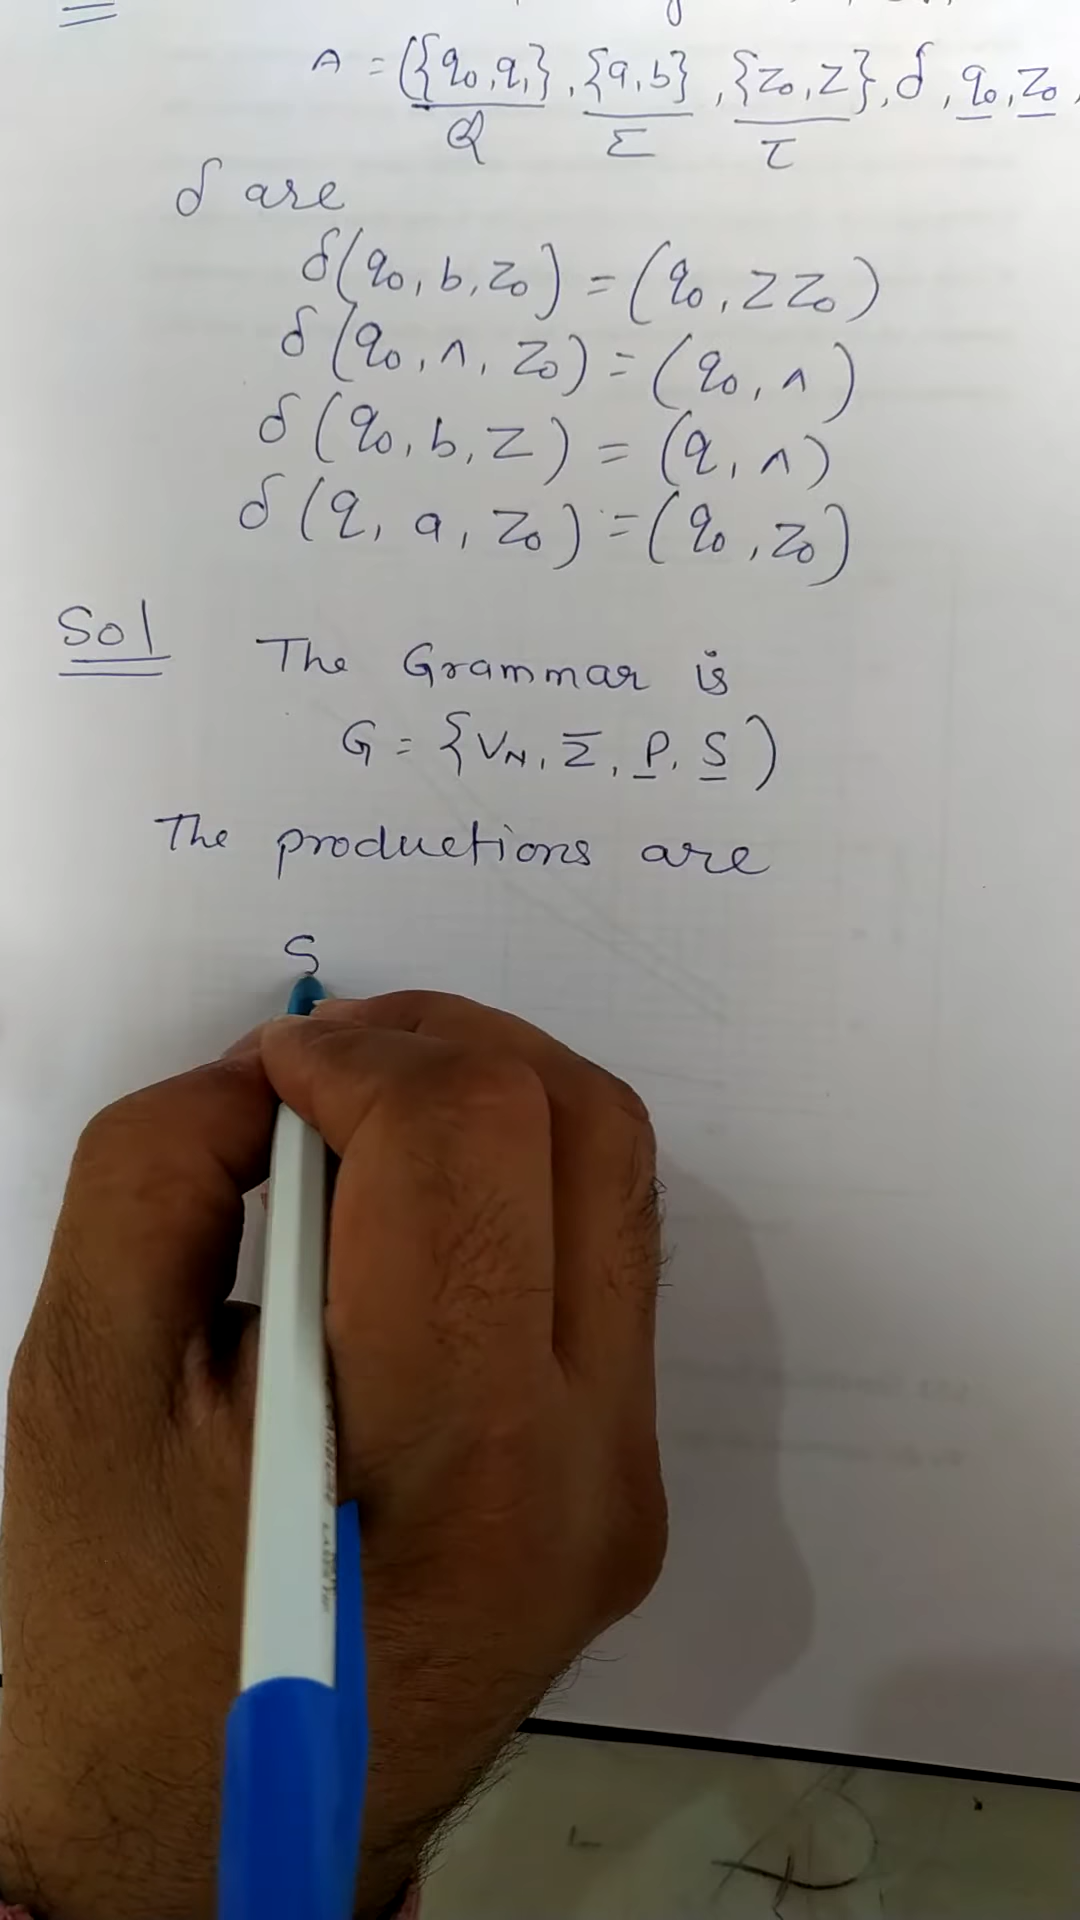 A = ({q0,q1}, {a,b}, {z0,z}, δ, q0, z0,
Q Σ τ
δ are
δ(q0, b, z0) = (q0, zz0)
δ(q0, ʌ, z0) = (q0, ʌ)
δ(q0, b, z) = (q, ʌ)
δ(q, a, z0) = (q0, z0)
Sol The Grammar is
G = {VN, Σ, P, S)
The productions are
S